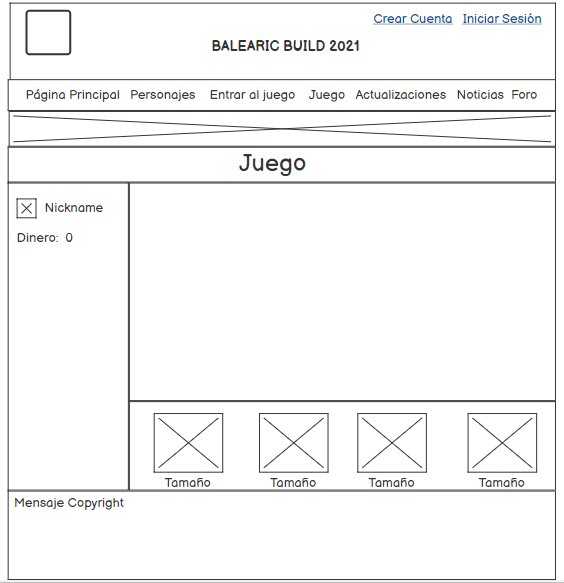 Crear Cuenta Iniciar Sesión
BALEARIC BUILD 2021
Página Principal Personajes Entrar al juego Juego Actualizaciones Noticias Foro
Juego
Nickname
Dinero: 0
Tamaño Tamaño Tamaño Tamaño
Mensaje Copyright